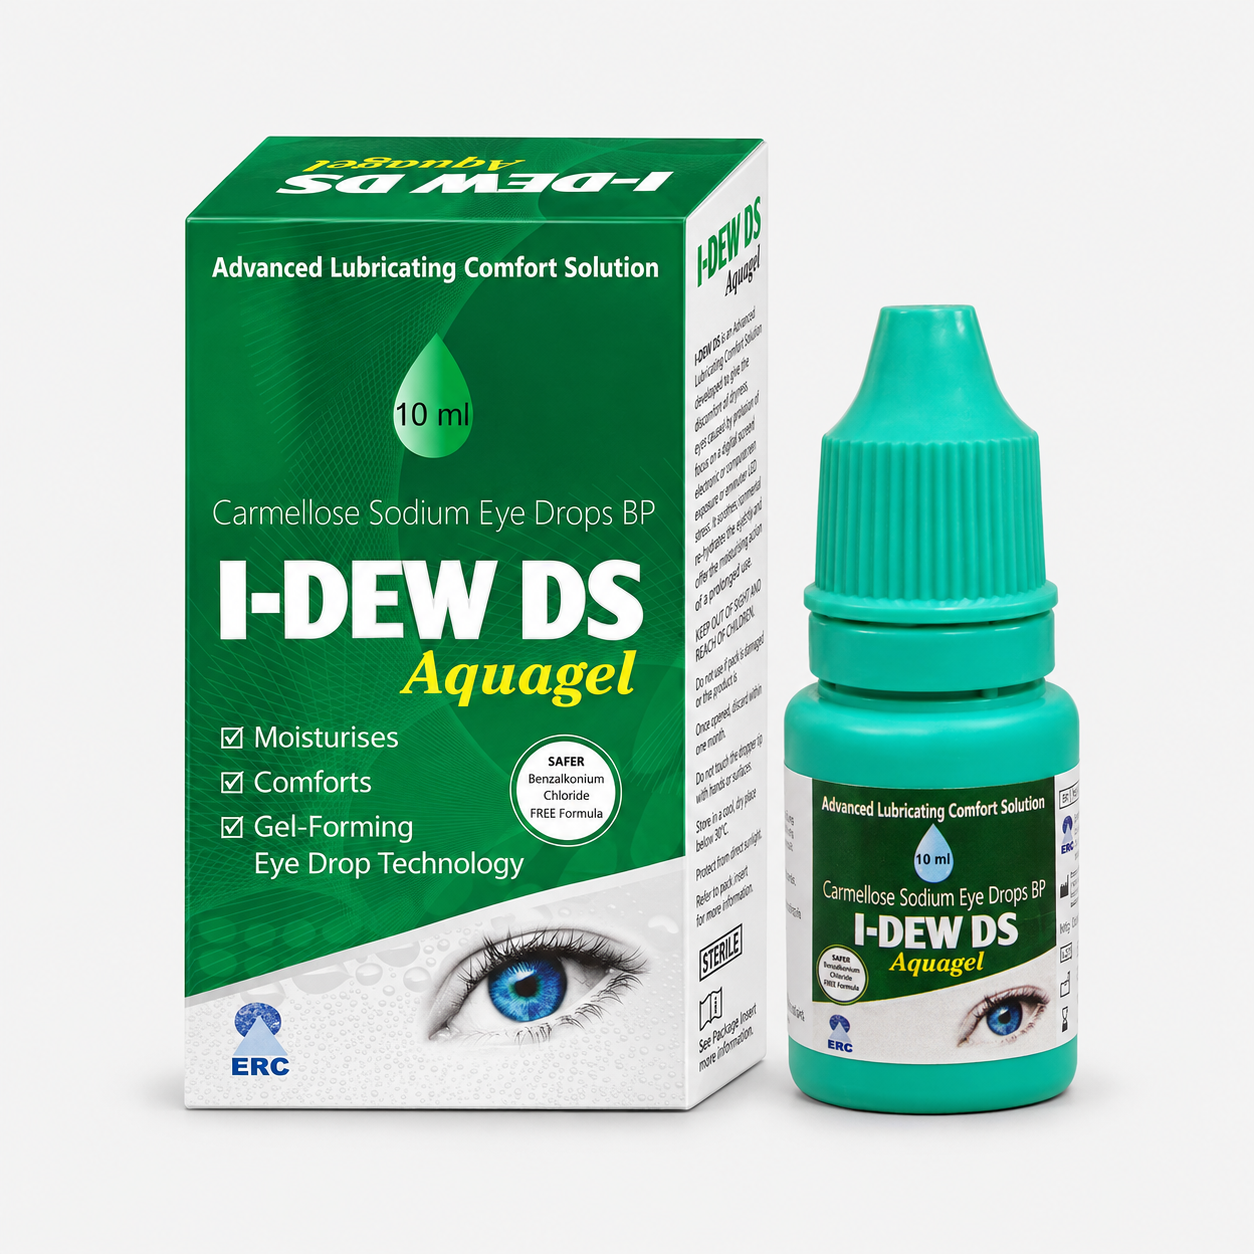 I-DEW DS
Aquagel
Advanced Lubricating Comfort Solution
10 ml
Carmellose Sodium Eye Drops BP
I-DEW DS
Aquagel
Moisturises
Comforts
Gel-Forming
Eye Drop Technology
SAFER
Benzalkonium
Chloride
FREE Formula
ERC
I-DEW DS
Aquagel
I-DEW DS is an Advanced
Lubricating Comfort Solution
developed to give the
discomfort of dryness,
eyes caused by
focus on a digital screen
electronic or
exposure or LED
stress. It
re-hydrates the and
offer the moisturising action
of a prolonged use.
KEEP OUT OF SIGHT AND
REACH OF CHILDREN.
Do not use if pack is damaged
or the product is
Once opened, discard within
one month.
Do not touch the dropper tip
with hands or surfaces.
Store in a cool, dry place
below 30°C.
Protect from direct sunlight.
Refer to pack insert
for more information.
STERILE
See Package Insert
more information.
Advanced Lubricating Comfort Solution
10 ml
Carmellose Sodium Eye Drops BP
I-DEW DS
Aquagel
SAFER
Benzalkonium
Chloride
FREE Formula
ERC
ERC